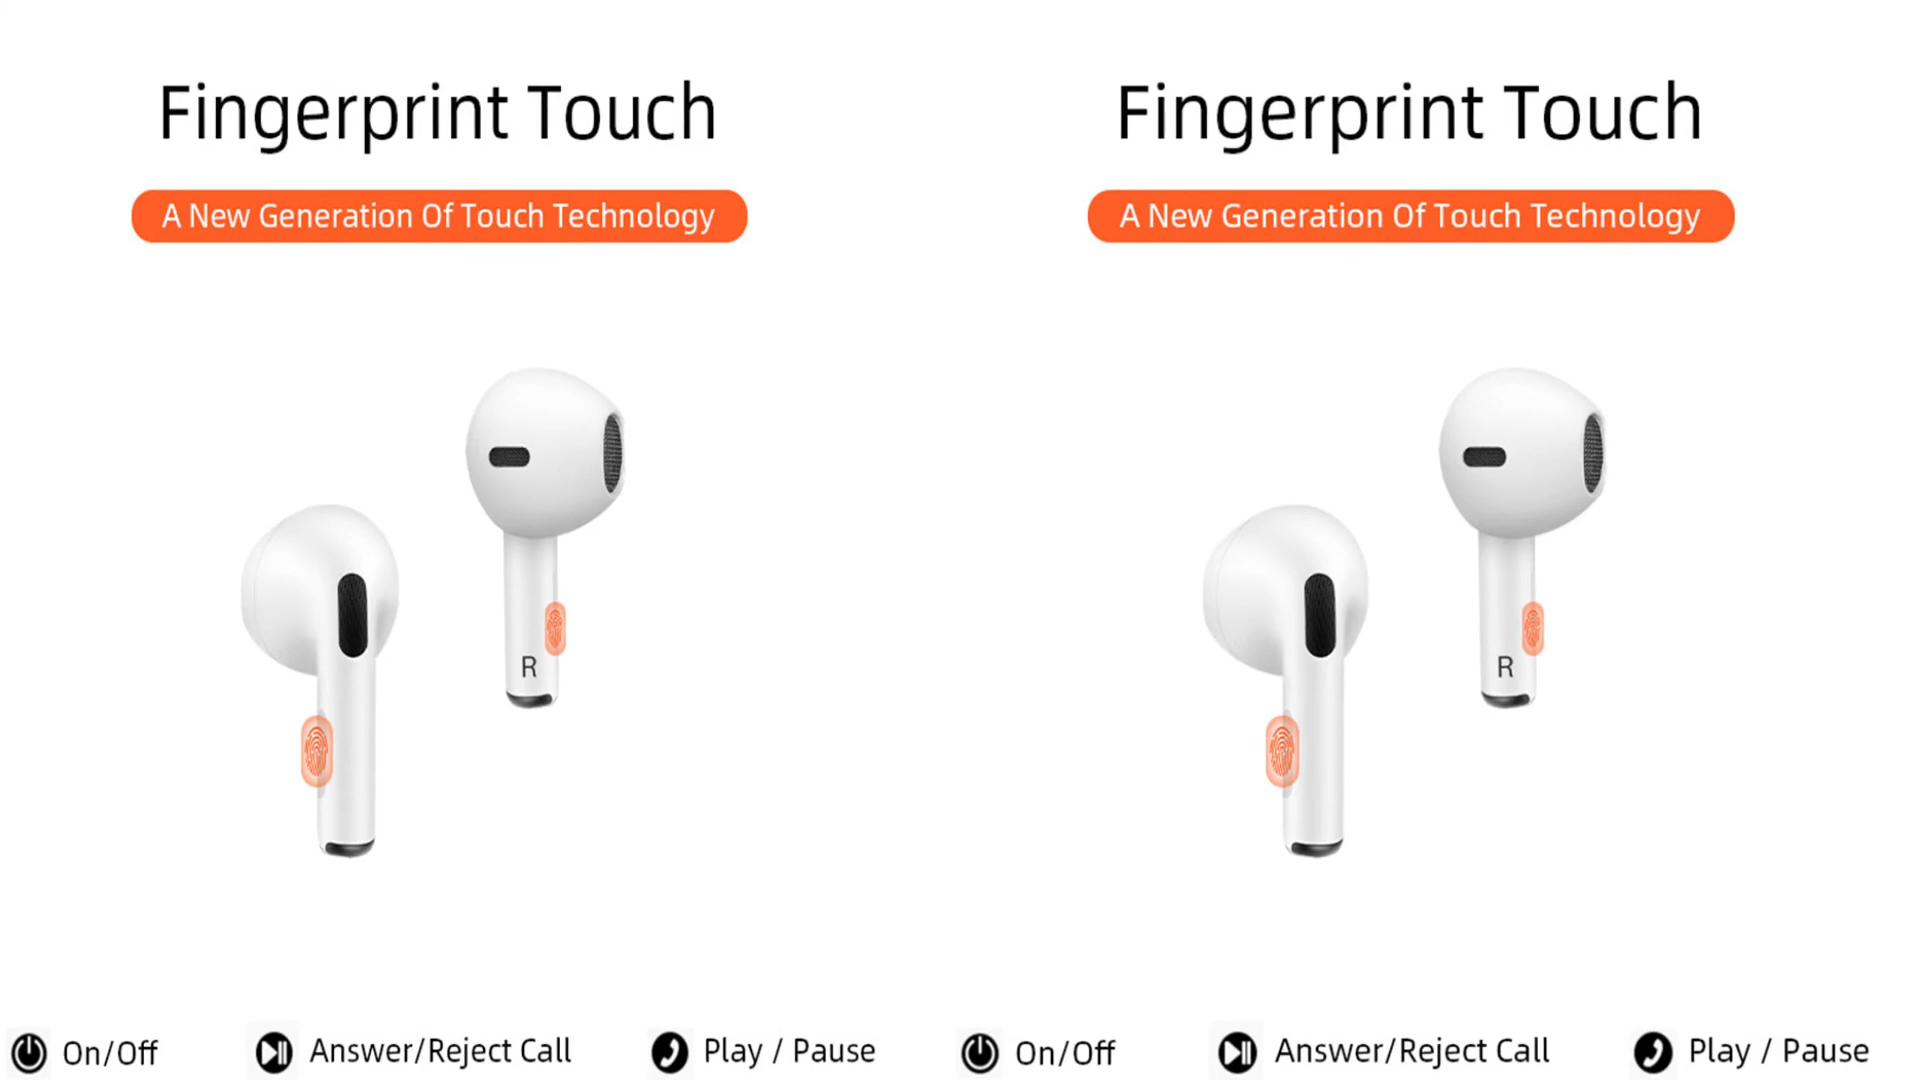 Fingerprint Touch
A New Generation Of Touch Technology
R
On/Off
Answer/Reject Call
Play / Pause
Fingerprint Touch
A New Generation Of Touch Technology
R
On/Off
Answer/Reject Call
Play / Pause